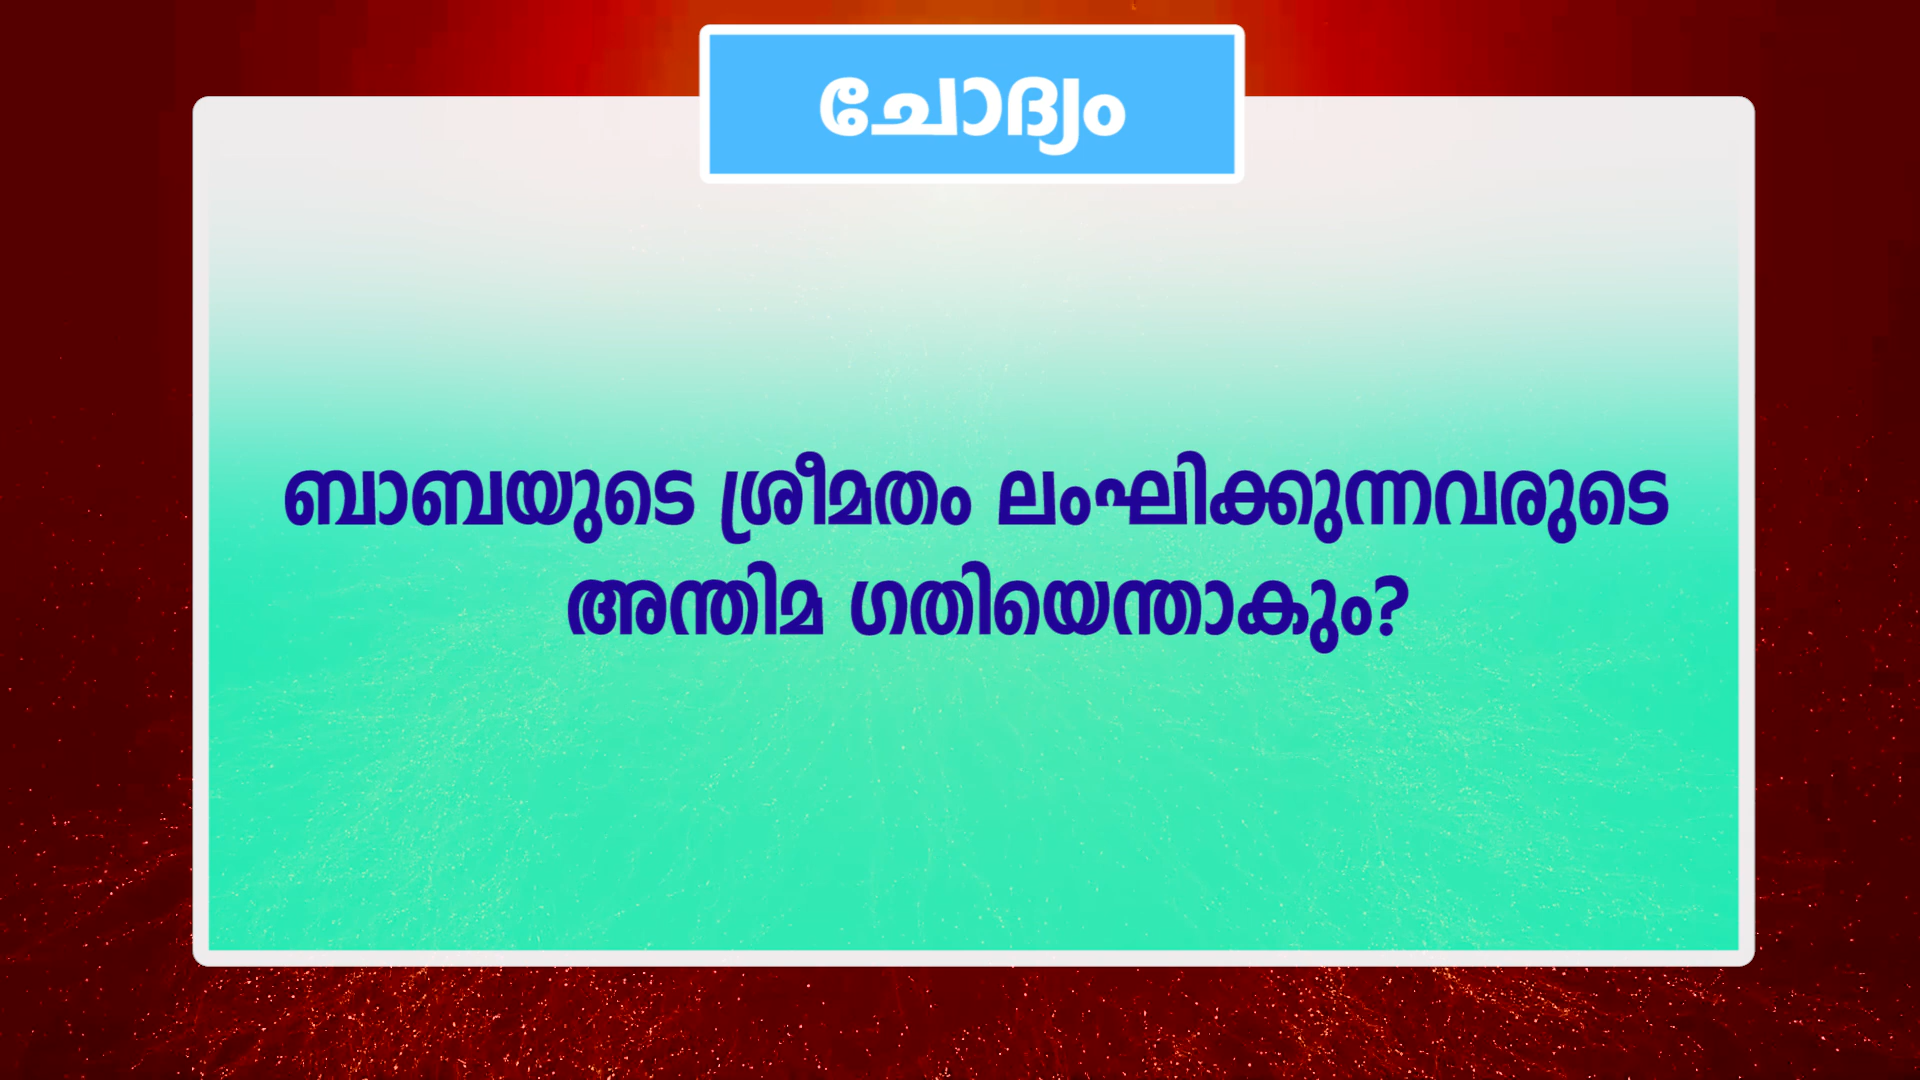 ചോദ്യം
ബാബയുടെ ശ്രീമതം ലംഘിക്കുന്നവരുടെ
അന്തിമ ഗതിയെന്താകും?